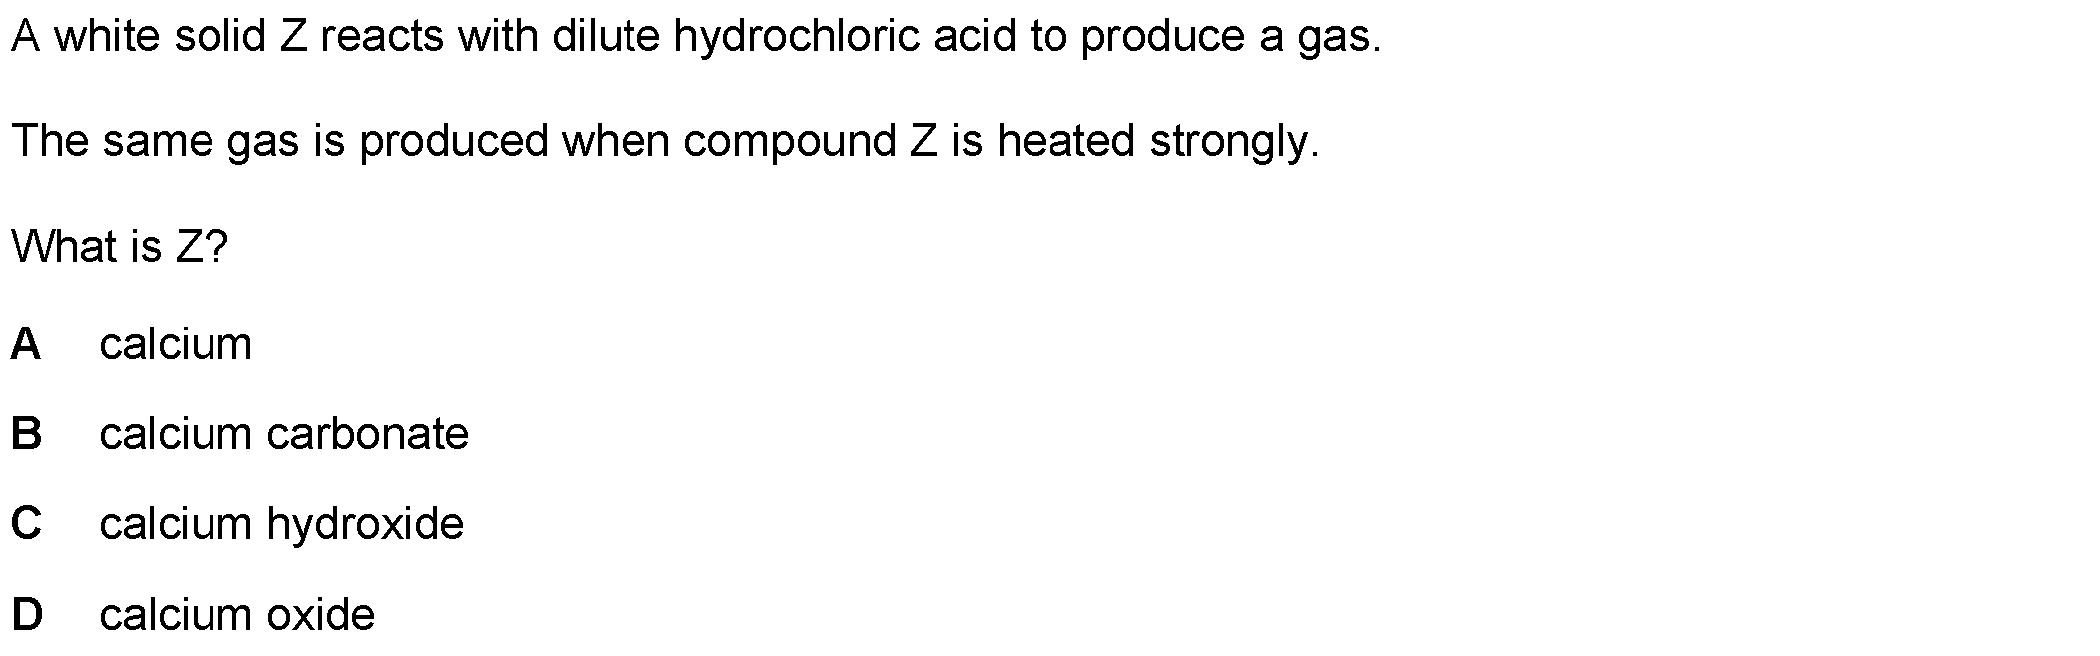 A white solid Z reacts with dilute hydrochloric acid to produce a gas.
The same gas is produced when compound Z is heated strongly.
What is Z?
A calcium
B calcium carbonate
C calcium hydroxide
D calcium oxide